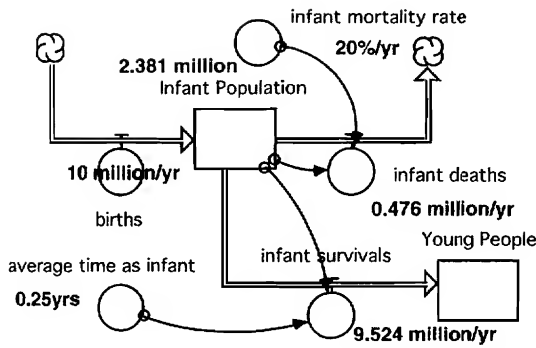 infant mortality rate
20%/yr
2.381 million
Infant Population
10 million/yr
births
infant deaths
0.476 million/yr
infant survivals
Young People
average time as infant
0.25yrs
9.524 million/yr